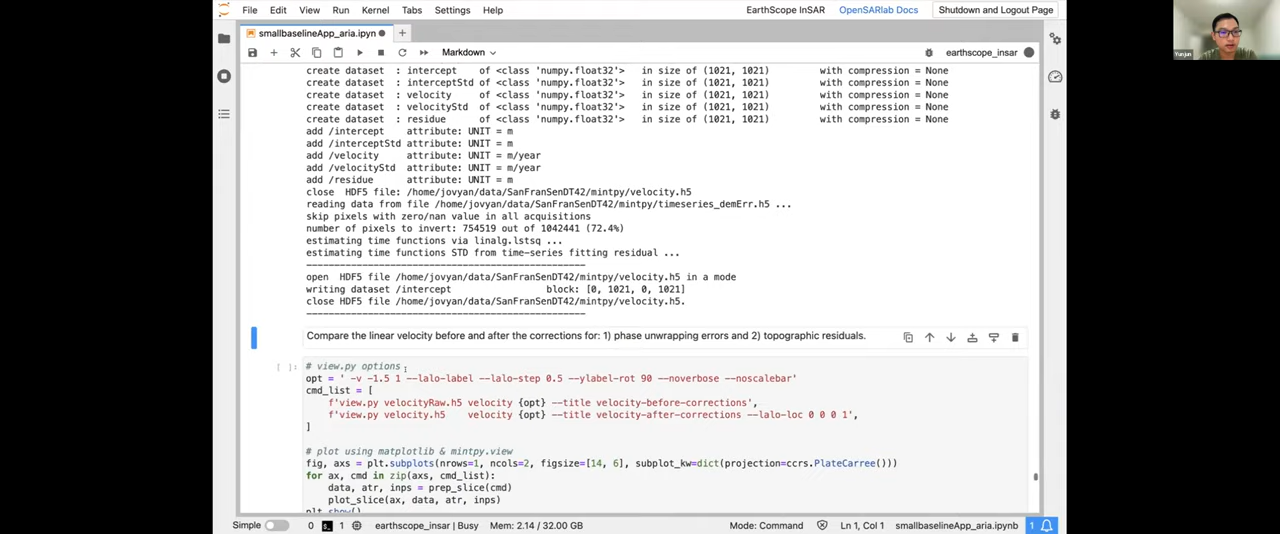 File Edit View Run Kernel Tabs Settings Help EarthScope InSAR OpenSARlab Docs Shutdown and Logout Page
smallbaselineApp_aria.ipyn
Markdown earthscope_insar
create dataset : intercept of <class 'numpy.float32'> in size of (1021, 1021) with compression = None
create dataset : interceptStd of <class 'numpy.float32'> in size of (1021, 1021) with compression = None
create dataset : velocity of <class 'numpy.float32'> in size of (1021, 1021) with compression = None
create dataset : velocityStd of <class 'numpy.float32'> in size of (1021, 1021) with compression = None
create dataset : residue of <class 'numpy.float32'> in size of (1021, 1021) with compression = None
add /intercept attribute: UNIT = m
add /interceptStd attribute: UNIT = m
add /velocity attribute: UNIT = m/year
add /velocityStd attribute: UNIT = m/year
add /residue attribute: UNIT = m
close HDF5 file: /home/jovyan/data/SanFranSenDT42/mintpy/velocity.h5
reading data from file /home/jovyan/data/SanFranSenDT42/mintpy/timeseries_demErr.h5 ...
skip pixels with zero/nan value in all acquisitions
number of pixels to invert: 754519 out of 1042441 (72.4%)
estimating time functions via linalg.lstsq ...
estimating time functions STD from time-series fitting residual ...
--------------------------------------------------
open HDF5 file /home/jovyan/data/SanFranSenDT42/mintpy/velocity.h5 in a mode
writing dataset /intercept block: [0, 1021, 0, 1021]
close HDF5 file /home/jovyan/data/SanFranSenDT42/mintpy/velocity.h5.
--------------------------------------------------
Compare the linear velocity before and after the corrections for: 1) phase unwrapping errors and 2) topographic residuals.
[ ]: # view.py options
opt = ' -v -1.5 1 --lalo-label --lalo-step 0.5 --ylabel-rot 90 --noverbose --noscalebar'
cmd_list = [
f'view.py velocityRaw.h5 velocity {opt} --title velocity-before-corrections',
f'view.py velocity.h5 velocity {opt} --title velocity-after-corrections --lalo-loc 0 0 0 1',
]
# plot using matplotlib & mintpy.view
fig, axs = plt.subplots(nrows=1, ncols=2, figsize=[14, 6], subplot_kw=dict(projection=ccrs.PlateCarree()))
for ax, cmd in zip(axs, cmd_list):
data, atr, inps = prep_slice(cmd)
plot_slice(ax, data, atr, inps)
plt.show()
Simple 0 1 earthscope_insar | Busy Mem: 2.14 / 32.00 GB Mode: Command Ln 1, Col 1 smallbaselineApp_aria.ipynb 1
Yunjun